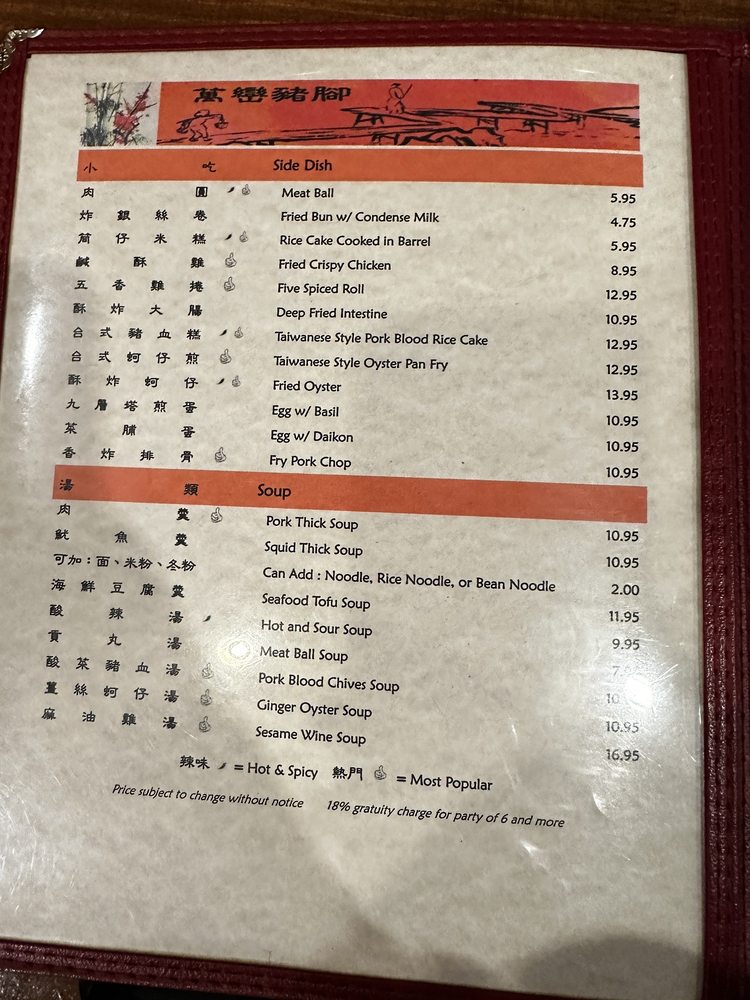 萬巒豬腳
小吃 Side Dish
肉圓 Meat Ball 5.95
炸銀絲卷 Fried Bun w/ Condense Milk 4.75
筒仔米糕 Rice Cake Cooked in Barrel 5.95
鹹酥雞 Fried Crispy Chicken 8.95
五香雞捲 Five Spiced Roll 12.95
酥炸大腸 Deep Fried Intestine 10.95
台式豬血糕 Taiwanese Style Pork Blood Rice Cake 12.95
台式蚵仔煎 Taiwanese Style Oyster Pan Fry 12.95
酥炸蚵仔 Fried Oyster 13.95
九層塔煎蛋 Egg w/ Basil 10.95
菜脯蛋 Egg w/ Daikon 10.95
香炸排骨 Fry Pork Chop 10.95
湯類 Soup
肉羹 Pork Thick Soup 10.95
魷魚羹 Squid Thick Soup 10.95
可加：面、米粉、冬粉 Can Add : Noodle, Rice Noodle, or Bean Noodle 2.00
海鮮豆腐羹 Seafood Tofu Soup 11.95
酸辣湯 Hot and Sour Soup 9.95
貢丸湯 Meat Ball Soup
酸菜豬血湯 Pork Blood Chives Soup
薑絲蚵仔湯 Ginger Oyster Soup 10.95
麻油雞湯 Sesame Wine Soup 16.95
辣味 = Hot & Spicy 熱門 = Most Popular
Price subject to change without notice 18% gratuity charge for party of 6 and more